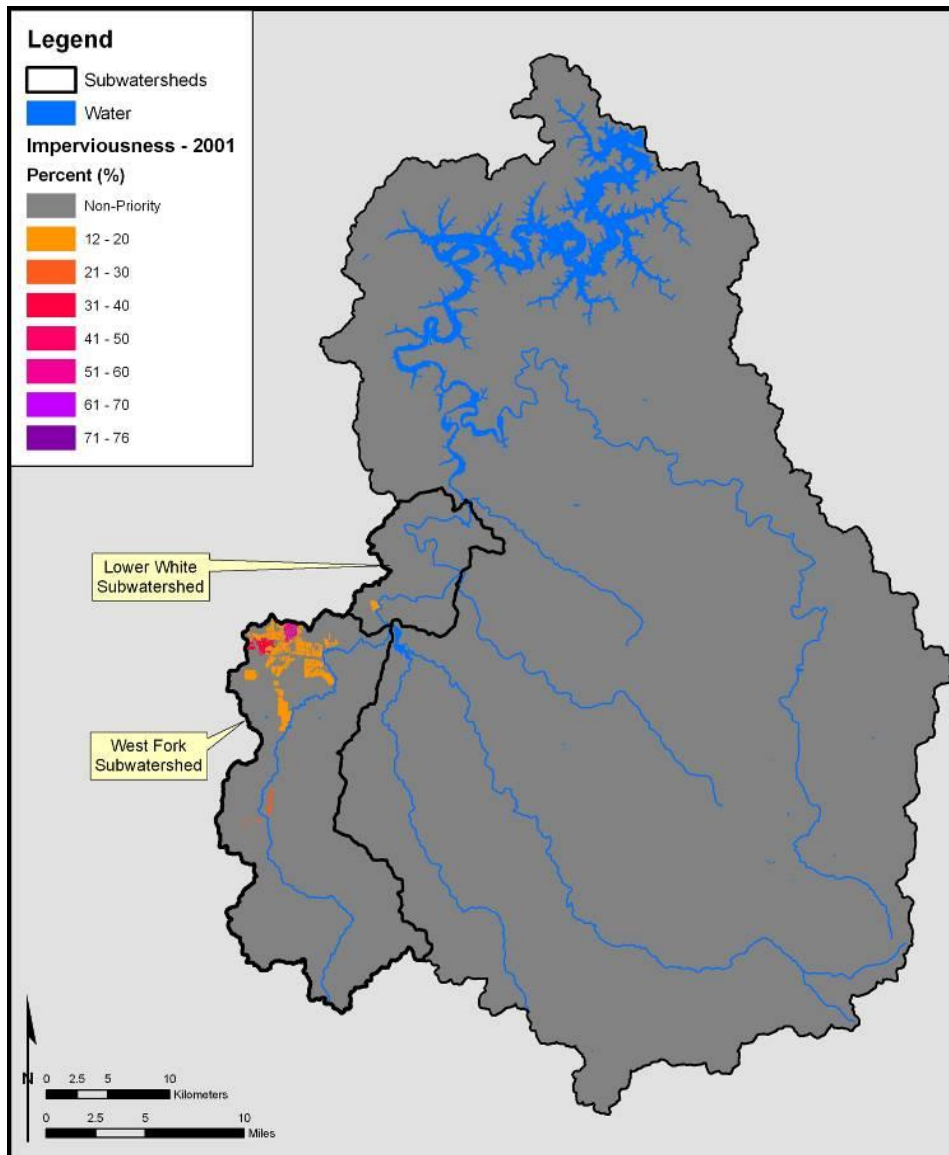 Legend
Subwatersheds
Water
Imperviousness - 2001
Percent (%)
Non-Priority
12 - 20
21 - 30
31 - 40
41 - 50
51 - 60
61 - 70
71 - 76
Lower White
Subwatershed
West Fork
Subwatershed
N
0 2.5 5 10
Kilometers
0 2.5 5 10
Miles